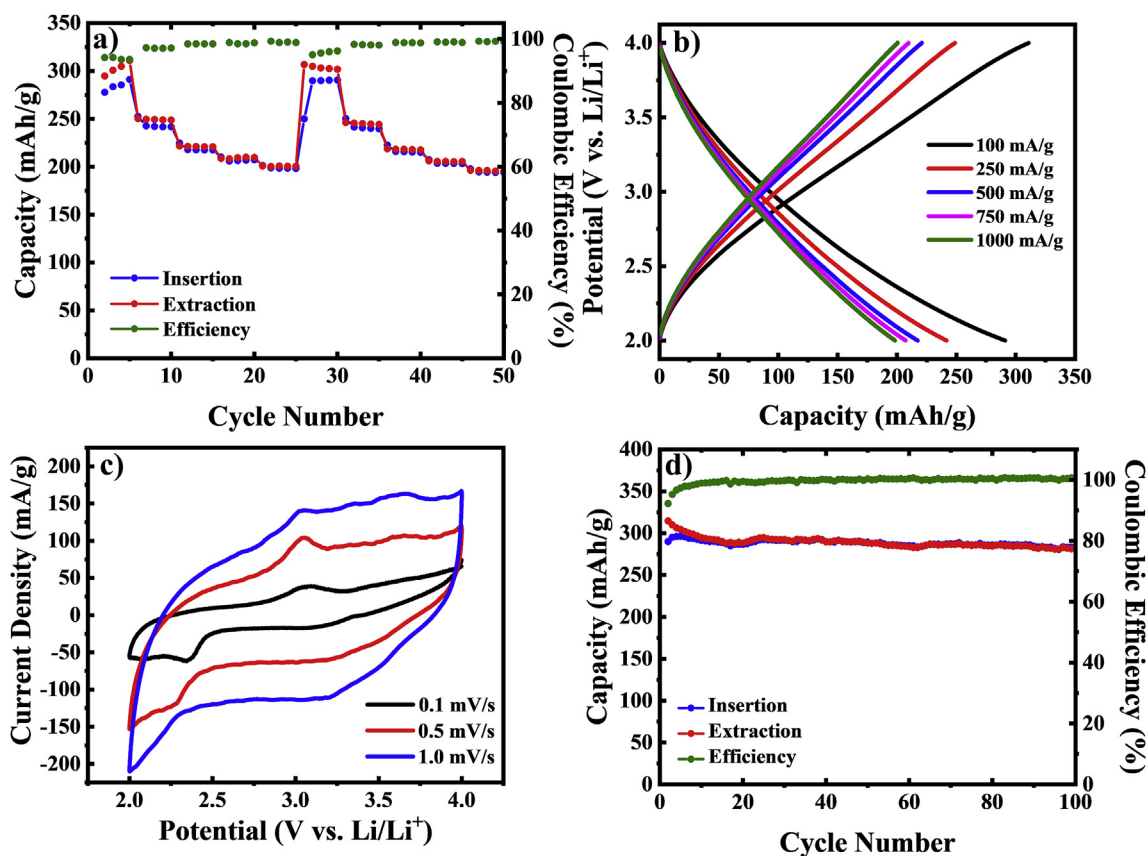 a)
Capacity (mAh/g)
350
300
250
200
150
100
50
0
100
80
60
40
20
0
Coulombic Efficiency (%)
Insertion
Extraction
Efficiency
0
10
20
30
40
50
Cycle Number
b)
Potential (V vs. Li/Li+)
4.0
3.5
3.0
2.5
2.0
100 mA/g
250 mA/g
500 mA/g
750 mA/g
1000 mA/g
0
50
100
150
200
250
300
350
Capacity (mAh/g)
c)
Current Density (mA/g)
200
150
100
50
0
-50
-100
-150
-200
0.1 mV/s
0.5 mV/s
1.0 mV/s
2.0
2.5
3.0
3.5
4.0
Potential (V vs. Li/Li+)
d)
Capacity (mAh/g)
400
350
300
250
200
150
100
50
0
100
80
60
40
20
0
Coulombic Efficiency (%)
Insertion
Extraction
Efficiency
0
20
40
60
80
100
Cycle Number